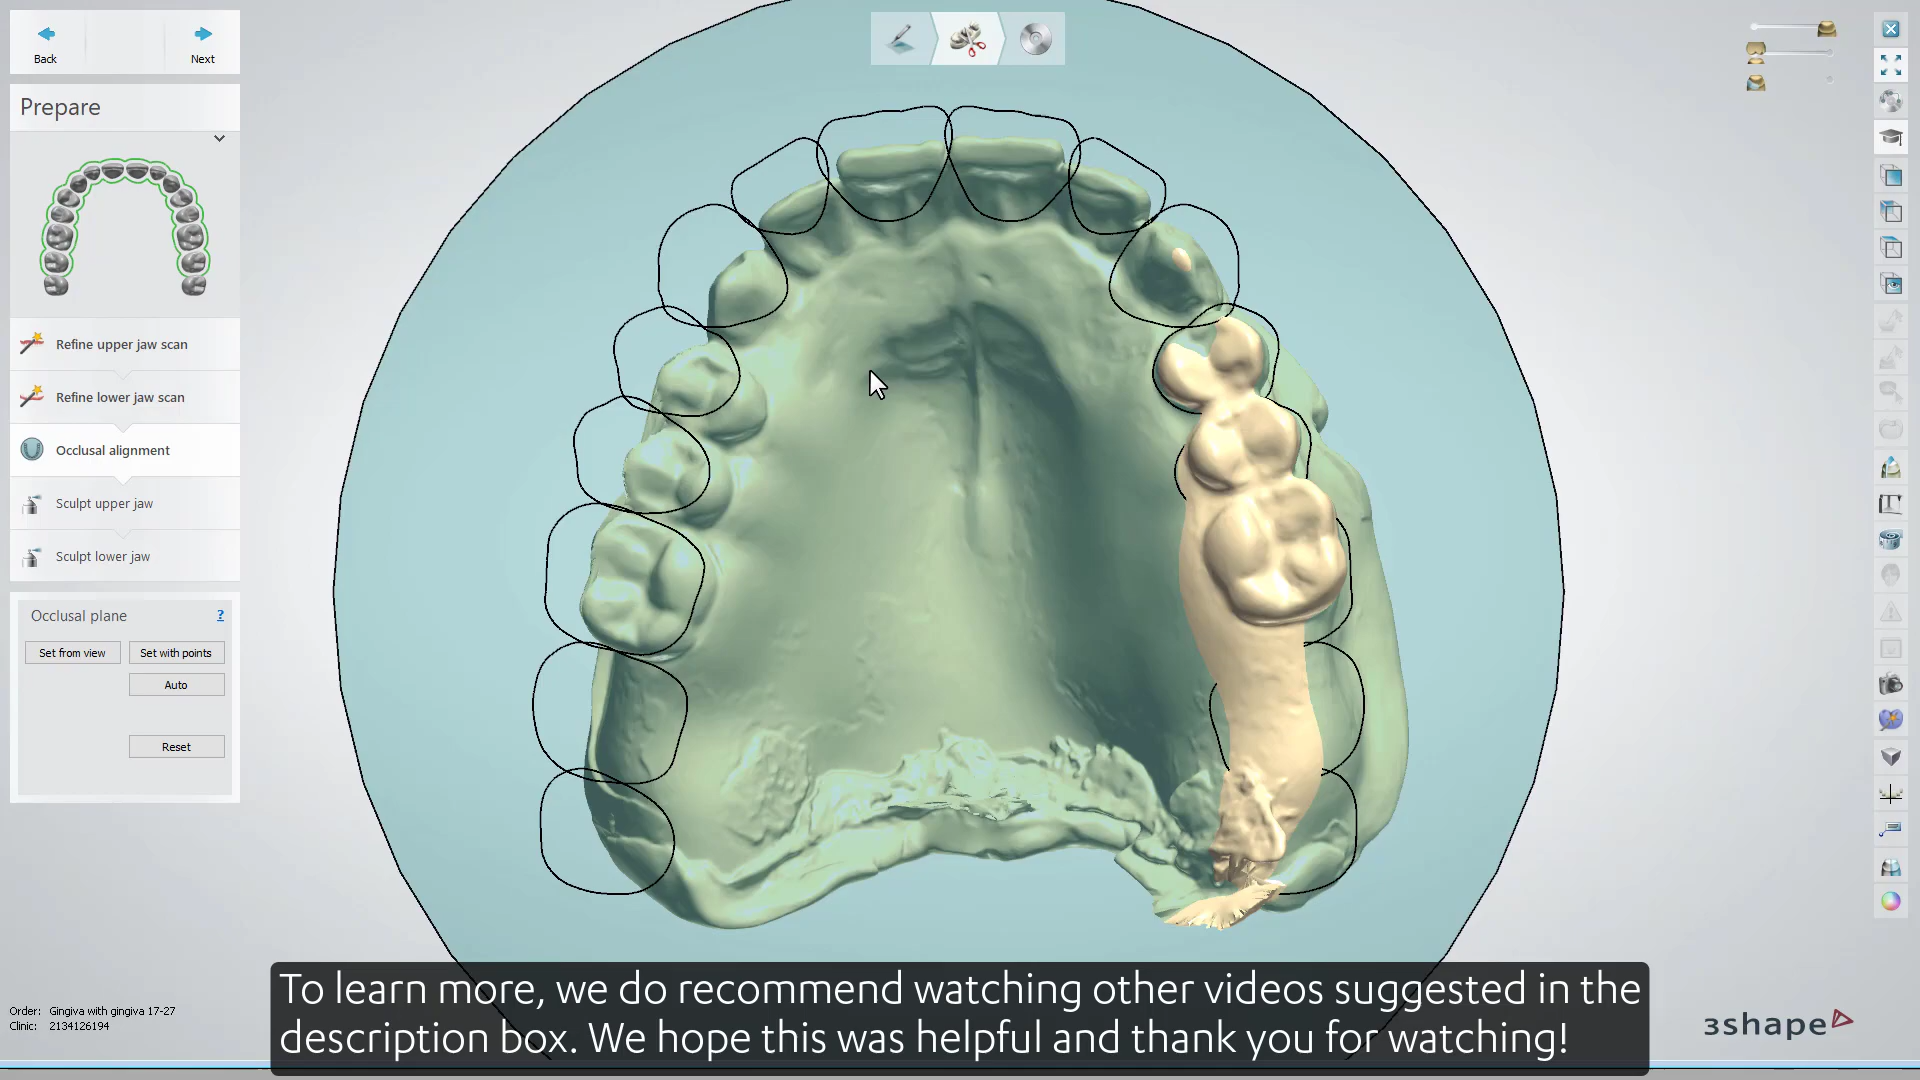 Back
Next
Prepare
Refine upper jaw scan
Refine lower jaw scan
Occlusal alignment
Sculpt upper jaw
Sculpt lower jaw
Occlusal plane ?
Set from view Set with points
Auto
Reset
Order: Gingiva with gingiva 17-27
Clinic: 2134126194
3shape
To learn more, we do recommend watching other videos suggested in the
description box. We hope this was helpful and thank you for watching!